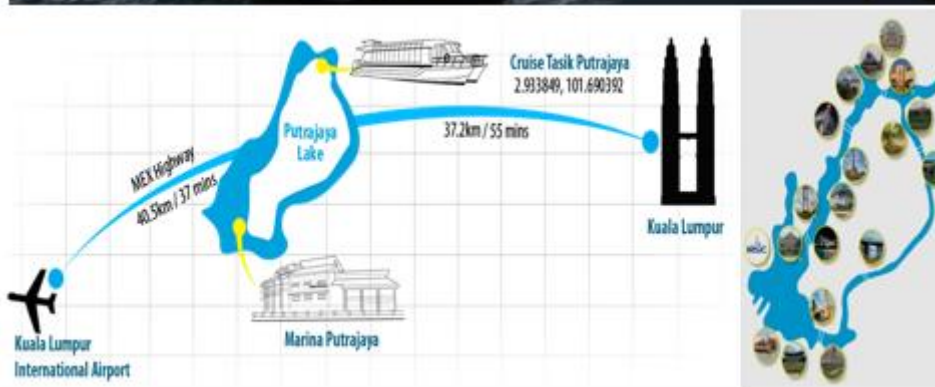 Cruise Tasik Putrajaya
2.933849, 101.690392
Putrajaya
Lake
37.2km / 55 mins
MEX Highway
40.5km / 37 mins
Kuala Lumpur
Marina Putrajaya
Kuala Lumpur
International Airport